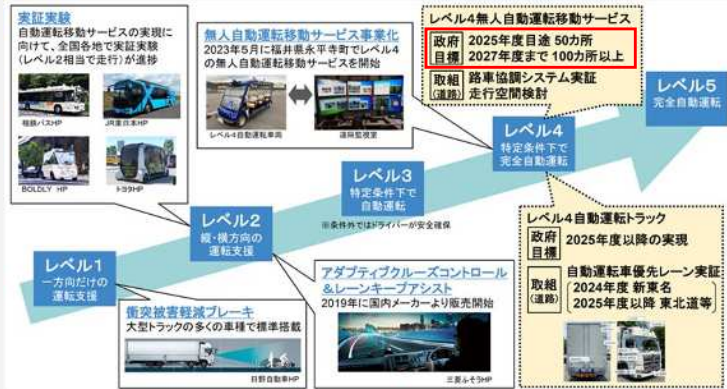 実証実験
自動運転移動サービスの実現に
向けて、全国各地で実証実験
(レベル2相当で走行)が進捗
相鉄バスHP
JR東日本HP
BOLDLY HP
トヨタHP
無人自動運転移動サービス事業化
2023年5月に福井県永平寺町でレベル4
の無人自動運転移動サービスを開始
レベル4自動運転車両
遠隔監視室
レベル4無人自動運転移動サービス
政府
目標
2025年度目途 50カ所
2027年度まで 100カ所以上
取組
(道路)
路車協調システム実証
走行空間検討
レベル5
完全自動運転
レベル4
特定条件下で
完全自動運転
レベル3
特定条件下で
自動運転
※条件外ではドライバーが安全確保
レベル2
縦・横方向の
運転支援
レベル1
一方向だけの
運転支援
衝突被害軽減ブレーキ
大型トラックの多くの車種で標準搭載
日野自動車HP
アダプティブクルーズコントロール
&レーンキープアシスト
2019年に国内メーカーより販売開始
三菱ふそうHP
レベル4自動運転トラック
政府
目標
2025年度以降の実現
取組
(道路)
自動運転車優先レーン実証
2024年度 新東名
2025年度以降 東北道等